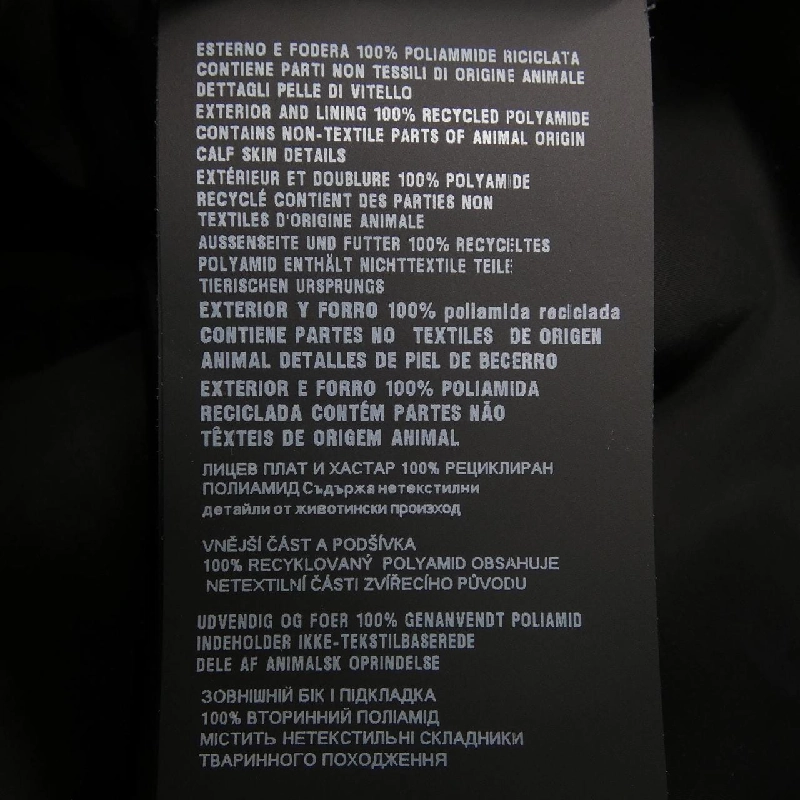 ESTERNO E FODERA 100% POLIAMMIDE RICICLATA
CONTIENE PARTI NON TESSILI DI ORIGINE ANIMALE
DETTAGLI PELLE DI VITELLO
EXTERIOR AND LINING 100% RECYCLED POLYAMIDE
CONTAINS NON-TEXTILE PARTS OF ANIMAL ORIGIN
CALF SKIN DETAILS
EXTÉRIEUR ET DOUBLURE 100% POLYAMIDE
RECYCLÉ CONTIENT DES PARTIES NON
TEXTILES D'ORIGINE ANIMALE
AUSSENSEITE UND FUTTER 100% RECYCELTES
POLYAMID ENTHÄLT NICHTTEXTILE TEILE
TIERISCHEN URSPRUNGS
EXTERIOR Y FORRO 100% poliamida reciclada
CONTIENE PARTES NO TEXTILES DE ORIGEN
ANIMAL DETALLES DE PIEL DE BECERRO
EXTERIOR E FORRO 100% POLIAMIDA
RECICLADA CONTÉM PARTES NÃO
TÊXTEIS DE ORIGEM ANIMAL
ЛИЦЕВ ПЛАТ И ХАСТАР 100% РЕЦИКЛИРАН
ПОЛИАМИД Съдържа нетекстилни
детайли от животински произход
VNĚJŠÍ ČÁST A PODŠÍVKA
100% RECYKLOVANÝ POLYAMID OBSAHUJE
NETEXTILNÍ ČÁSTI ZVÍŘECÍHO PŮVODU
UDVENDIG OG FOER 100% GENANVENDT POLIAMID
INDEHOLDER IKKE-TEKSTILBASEREDE
DELE AF ANIMALSK OPRINDELSE
ЗОВНІШНІЙ БІК І ПІДКЛАДКА
100% ВТОРИННИЙ ПОЛІАМІД
МІСТИТЬ НЕТЕКСТИЛЬНІ СКЛАДНИКИ
ТВАРИННОГО ПОХОДЖЕННЯ